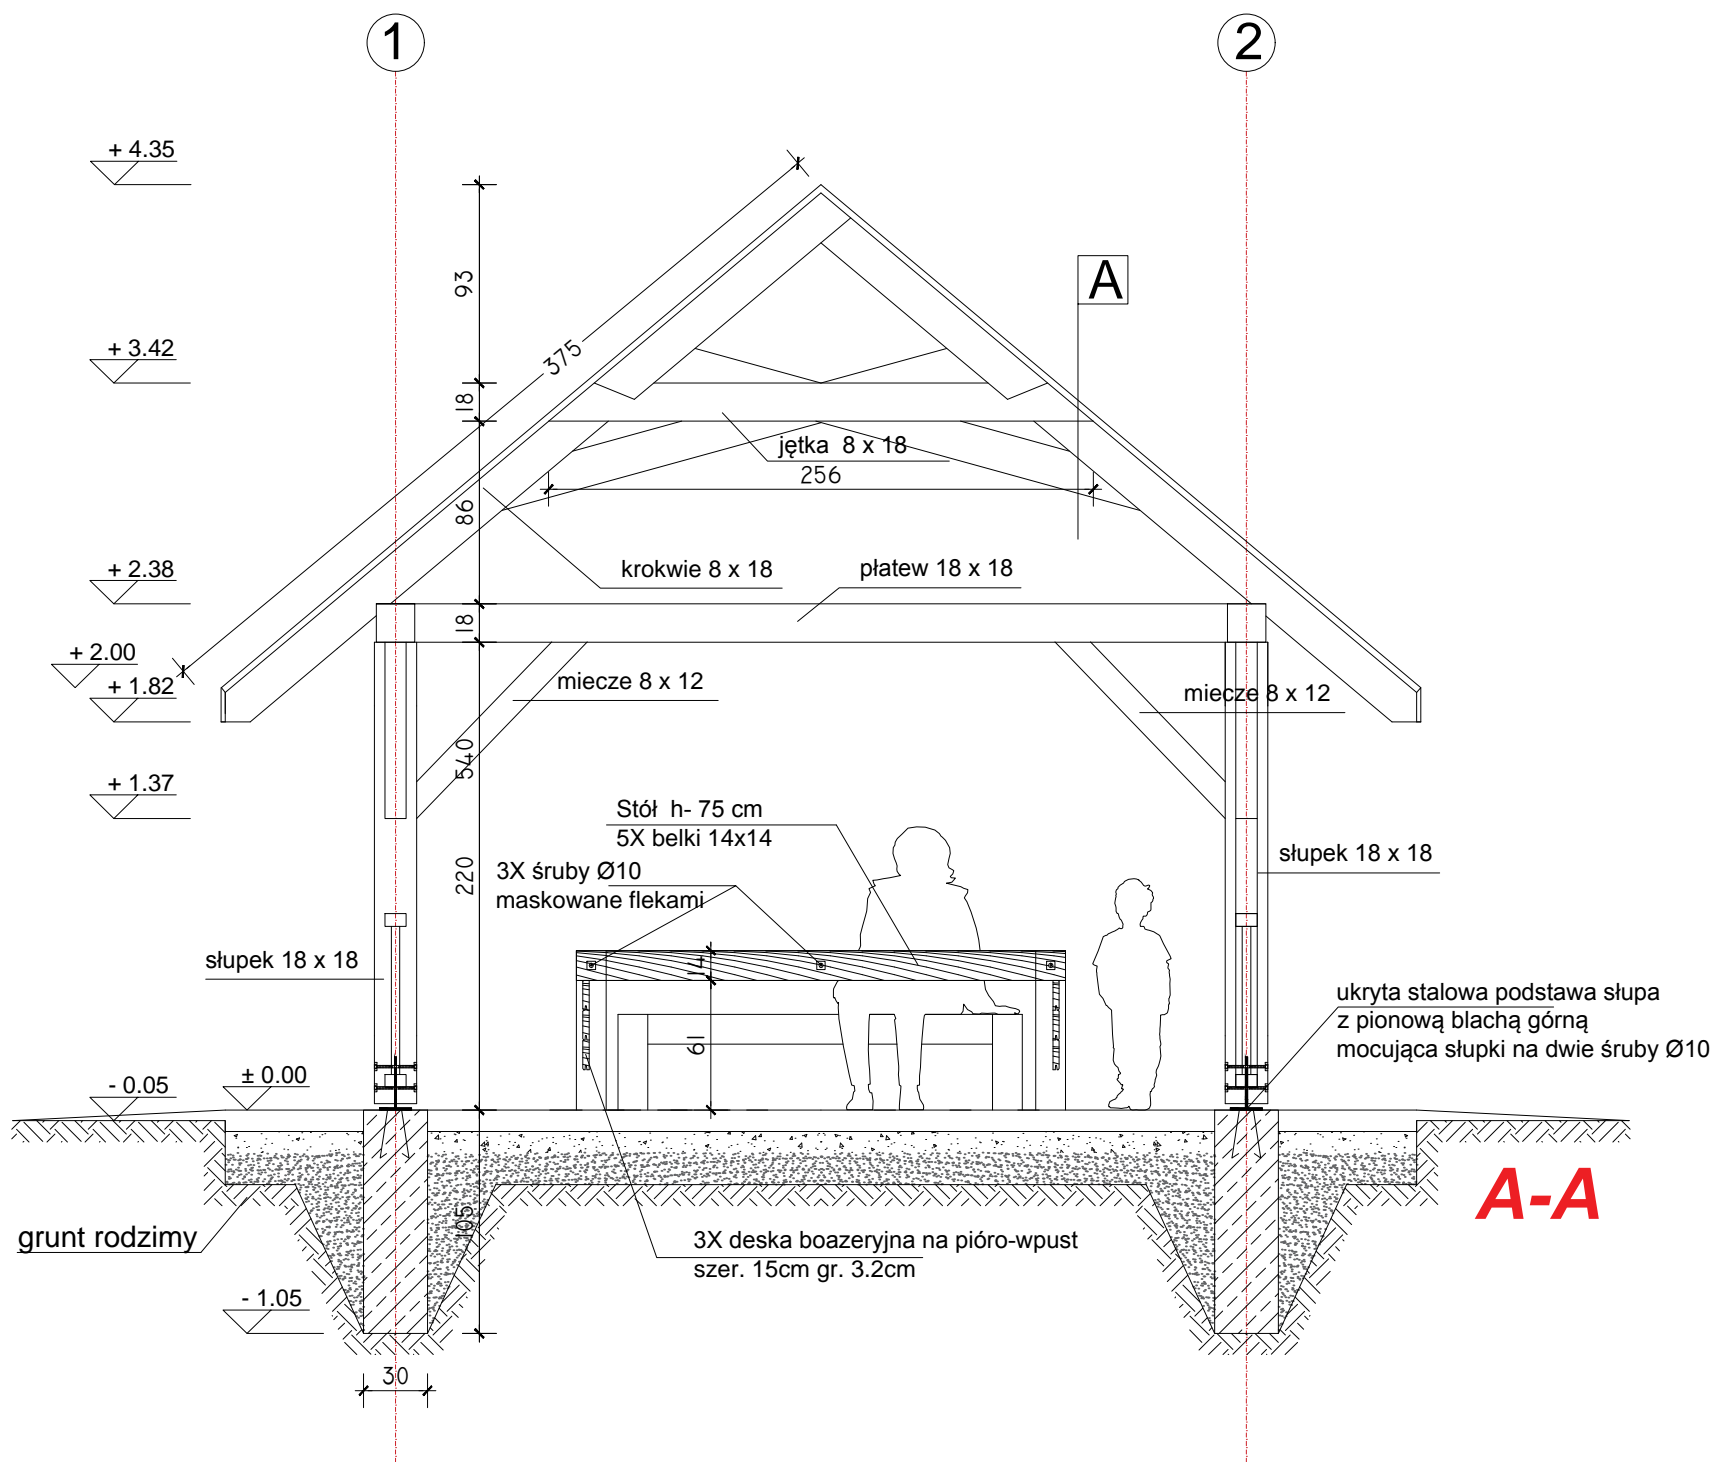 1
2
+ 4.35
93
A
+ 3.42
375
18
jętka 8 x 18
256
86
+ 2.38
krokwie 8 x 18
płatew 18 x 18
18
+ 2.00
+ 1.82
miecze 8 x 12
miecze 8 x 12
540
+ 1.37
Stół h- 75 cm
5X belki 14x14
220
3X śruby Ø10
maskowane flekami
słupek 18 x 18
słupek 18 x 18
14
ukryta stalowa podstawa słupa
z pionową blachą górną
mocująca słupki na dwie śruby Ø10
61
- 0.05
± 0.00
A-A
105
grunt rodzimy
3X deska boazeryjna na pióro-wpust
szer. 15cm gr. 3.2cm
- 1.05
30